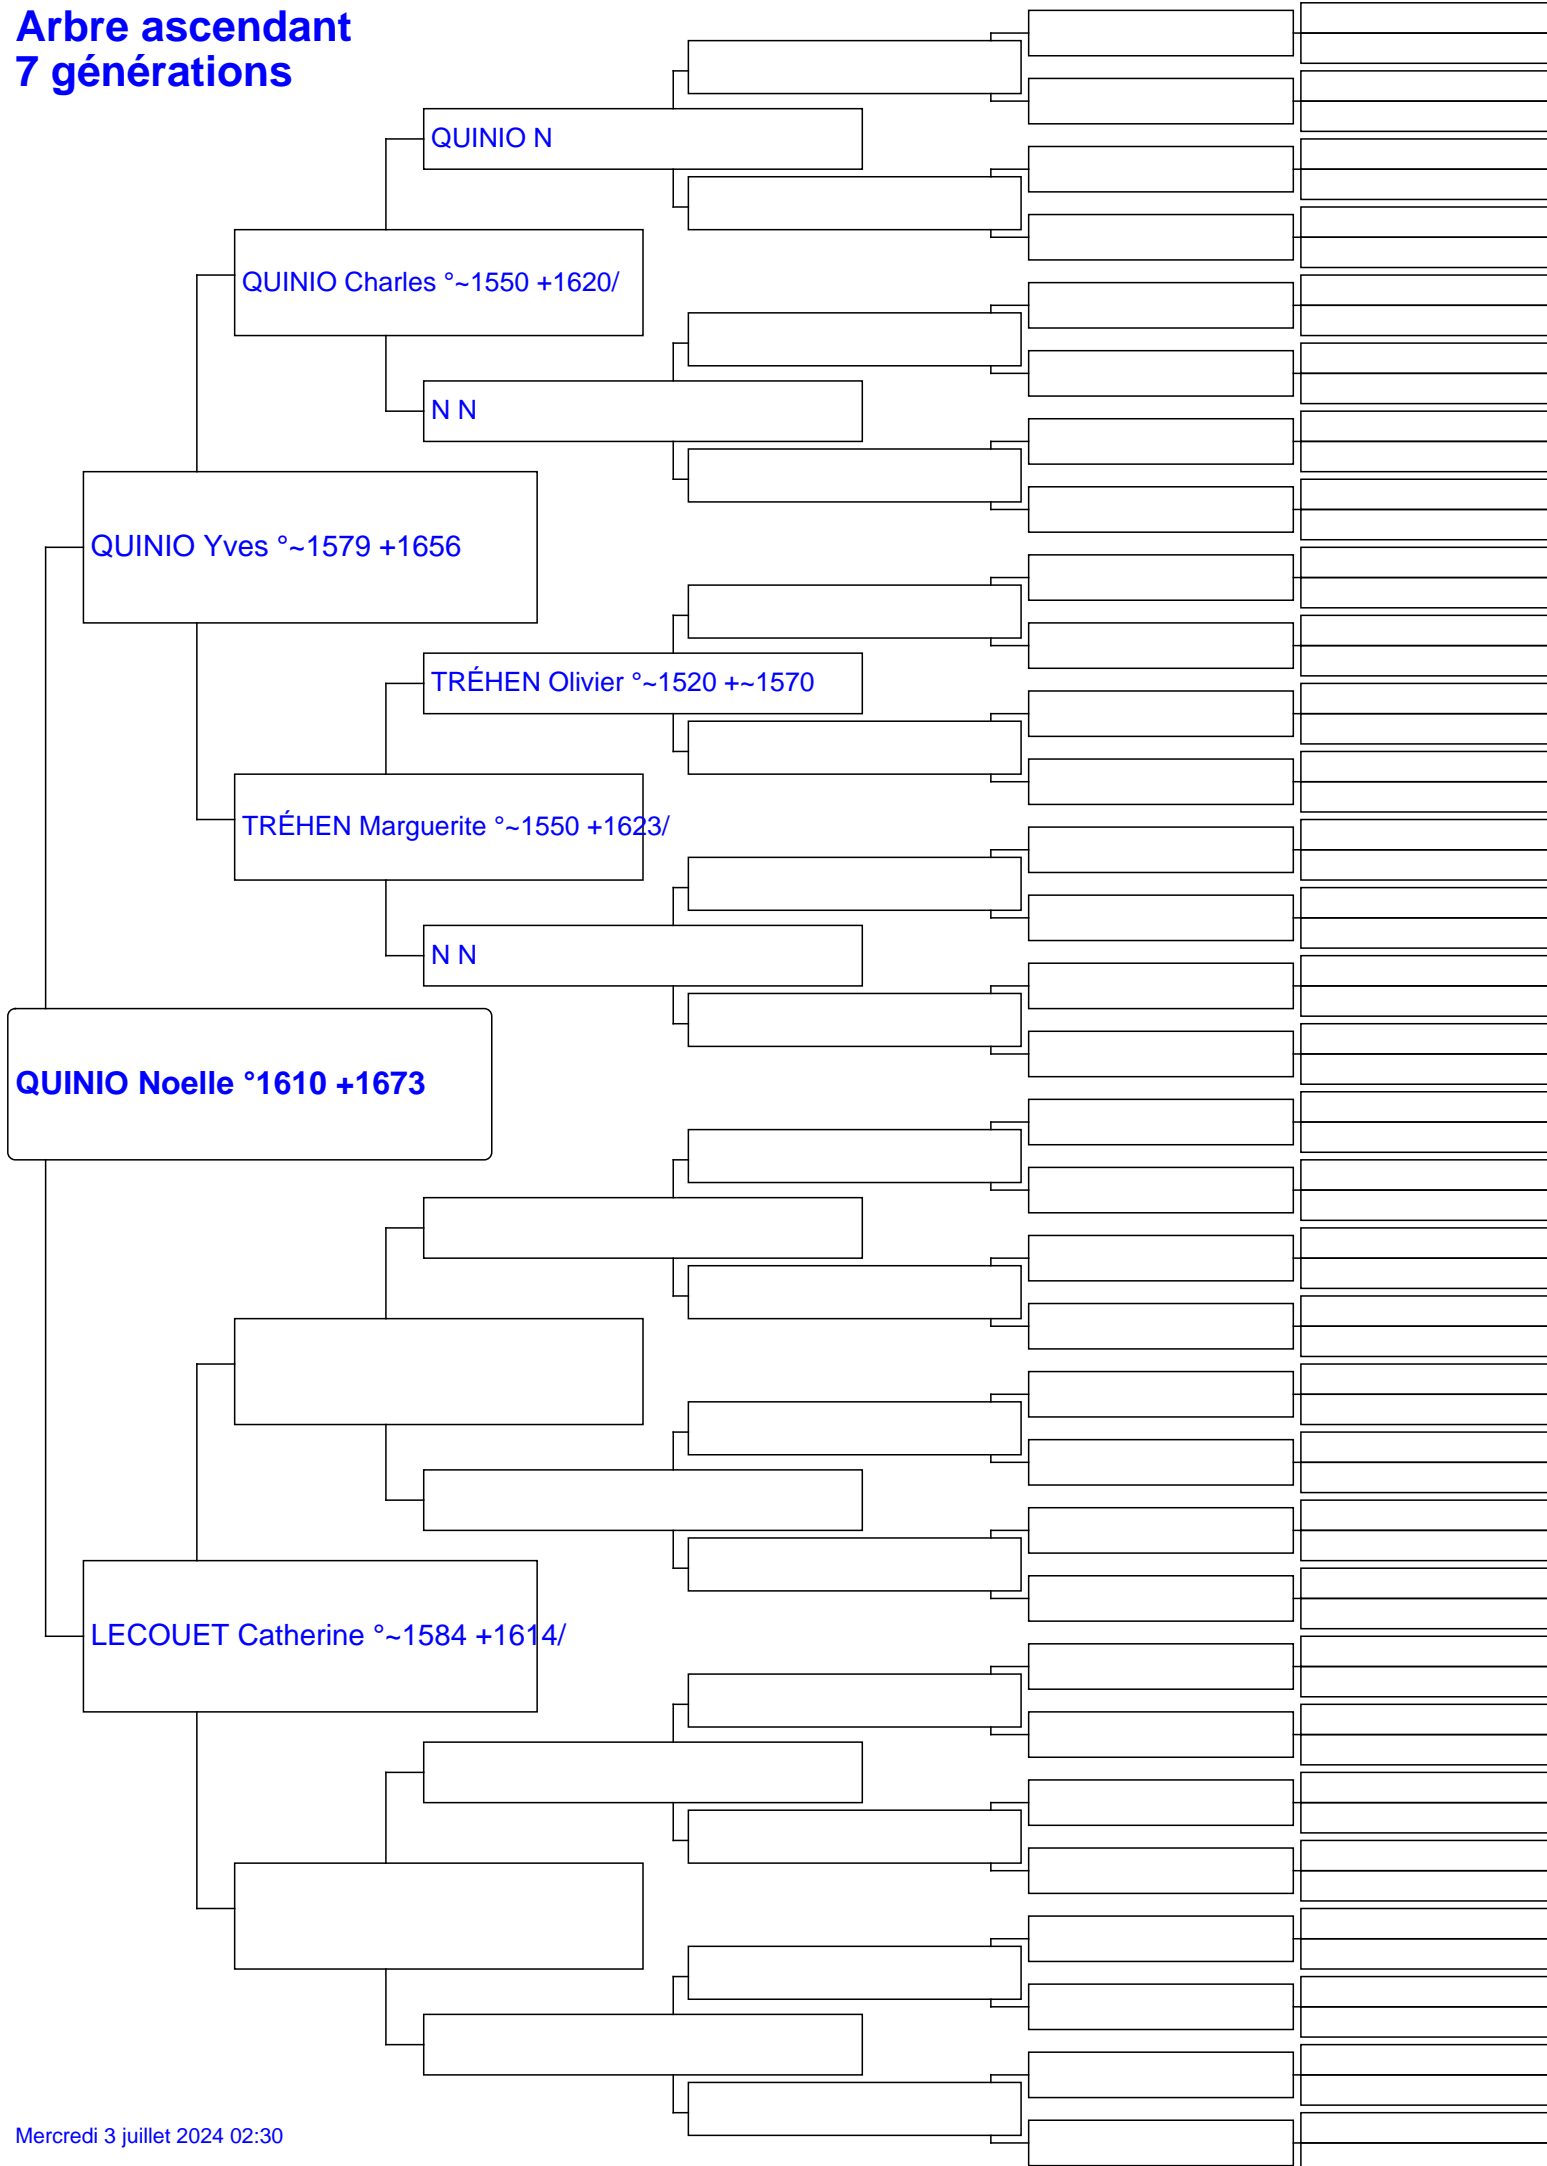 Arbre ascendant
7 générations
QUINIO N
QUINIO Charles °~1550 +1620/
N N
QUINIO Yves °~1579 +1656
TRÉHEN Olivier °~1520 +~1570
TRÉHEN Marguerite °~1550 +1623/
N N
QUINIO Noelle °1610 +1673
LECOUET Catherine °~1584 +1614/
Mercredi 3 juillet 2024 02:30